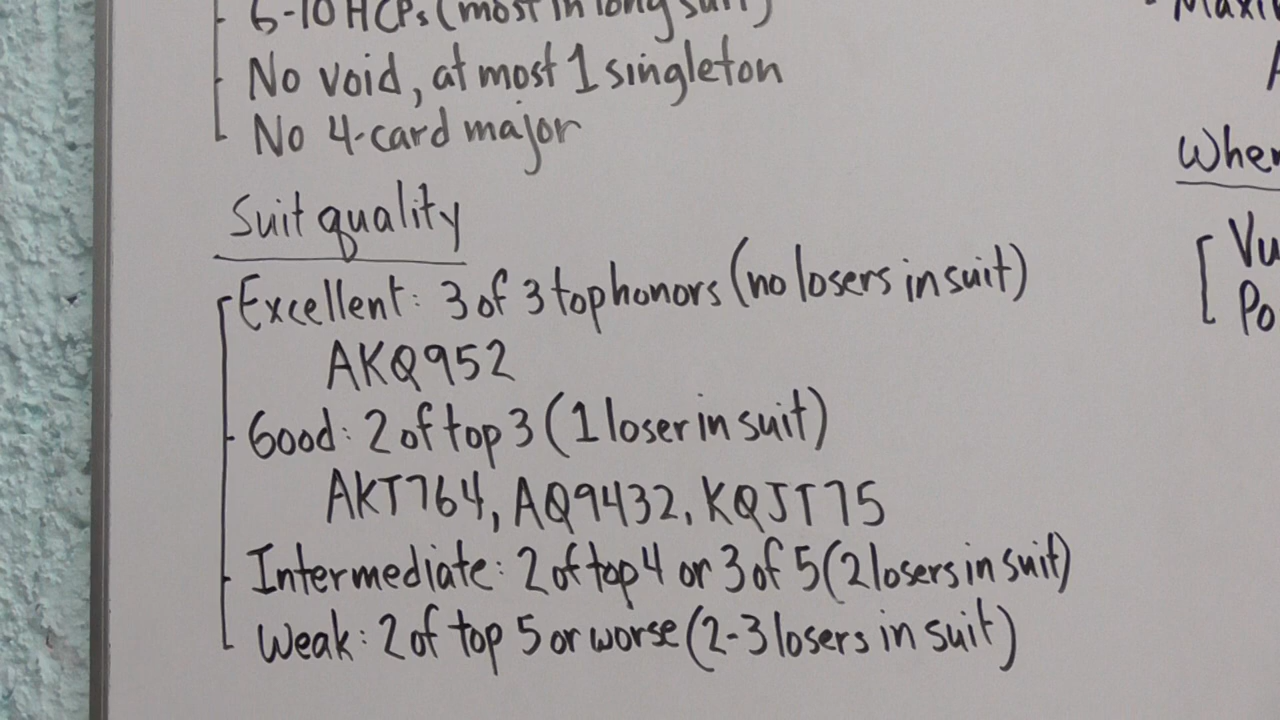 6-10 HCPs (most in long suit)
No void, at most 1 singleton
No 4-card major
Suit quality
Excellent: 3 of 3 top honors (no losers in suit)
AKQ952
Good: 2 of top 3 (1 loser in suit)
AKT764, AQ9432, KQJT75
Intermediate: 2 of top 4 or 3 of 5 (2 losers in suit)
Weak: 2 of top 5 or worse (2-3 losers in suit)